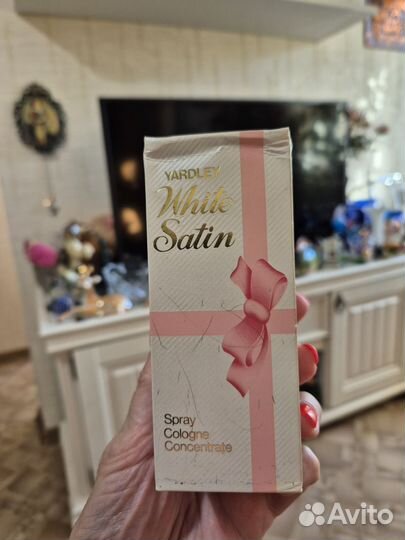 YARDLEY
White
Satin
Spray
Cologne
Concentrate
Avito